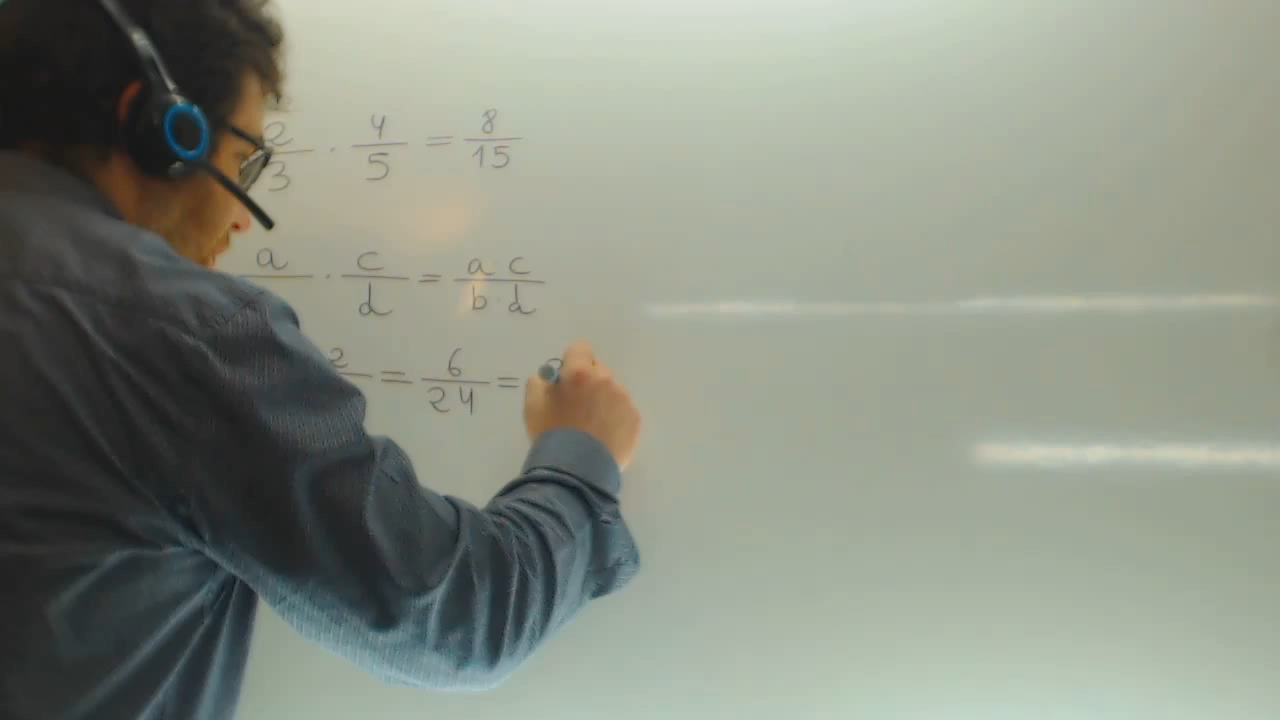 2/3 · 4/5 = 8/15
a · c/d = a c/b · d
2 = 6/24 =